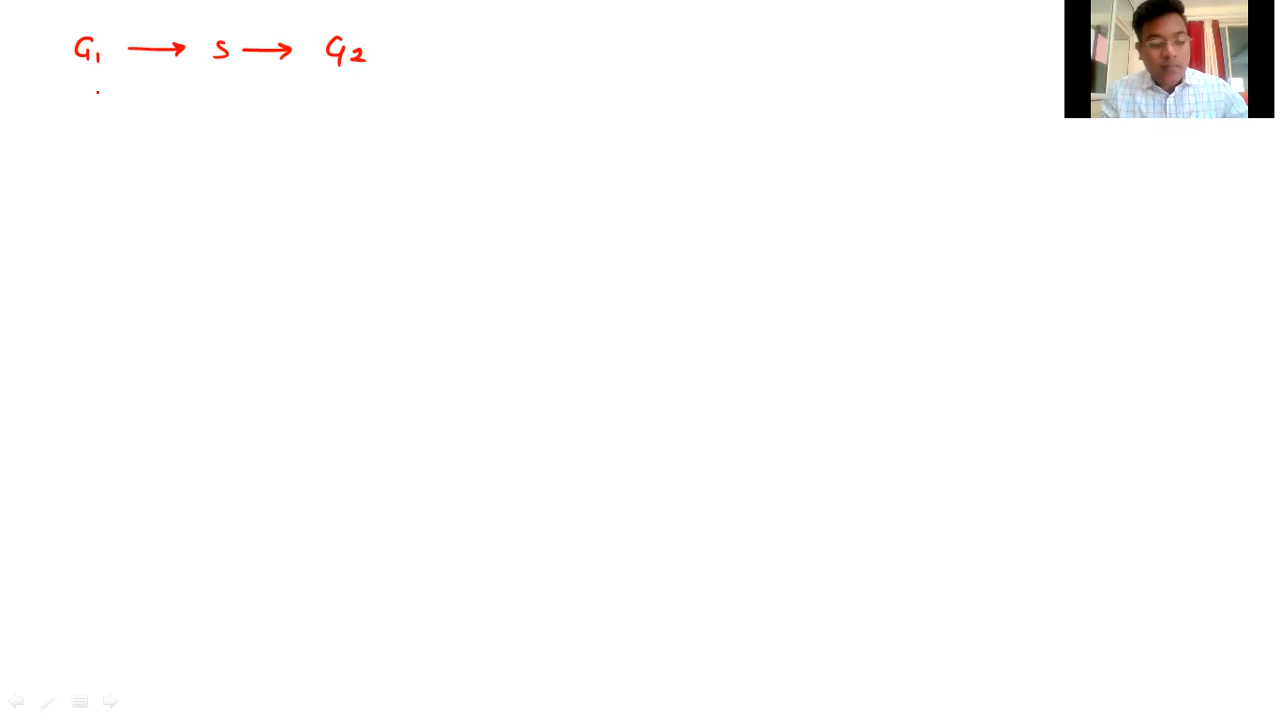 G₁ ⟶ S ⟶ G₂